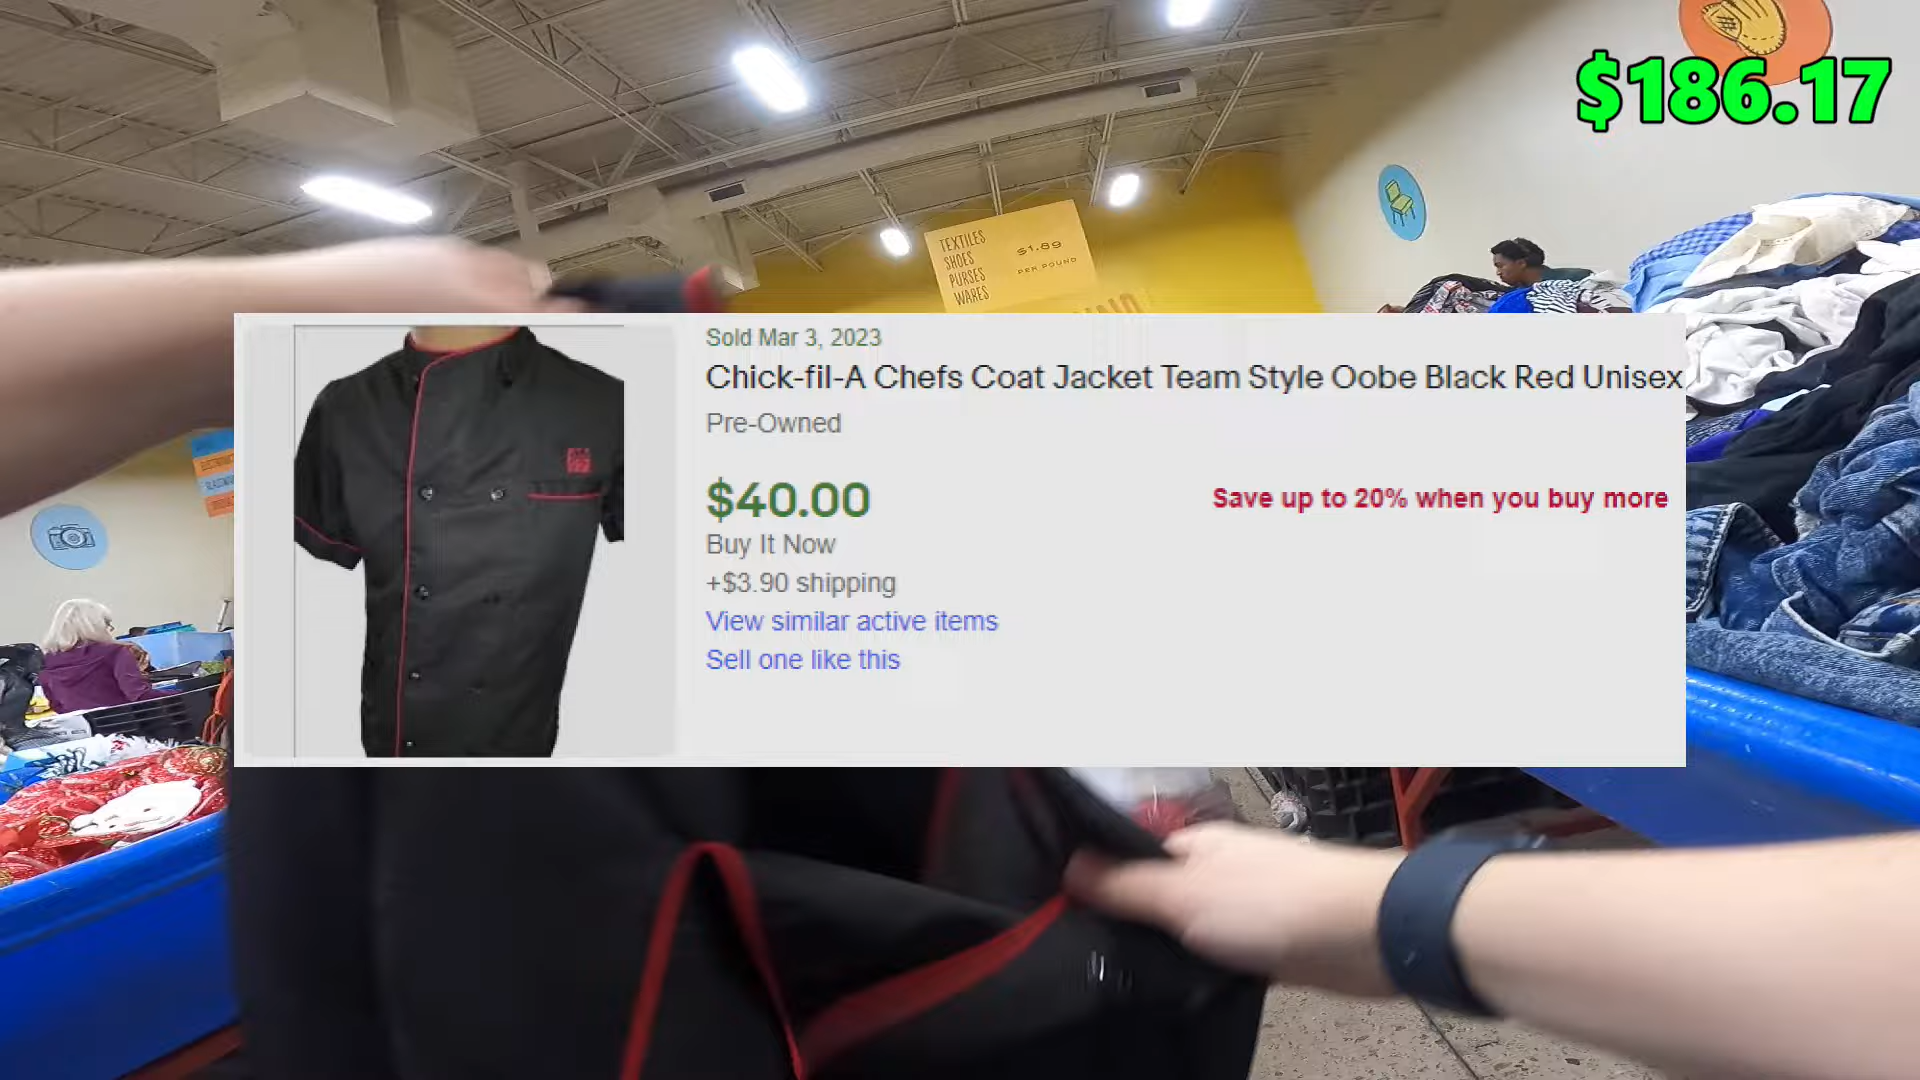 $186.17
TEXTILES
SHOES
PURSES
WARES
$1.89
PER POUND
Sold Mar 3, 2023
Chick-fil-A Chefs Coat Jacket Team Style Oobe Black Red Unisex
Pre-Owned
$40.00
Buy It Now
+$3.90 shipping
View similar active items
Sell one like this
Save up to 20% when you buy more